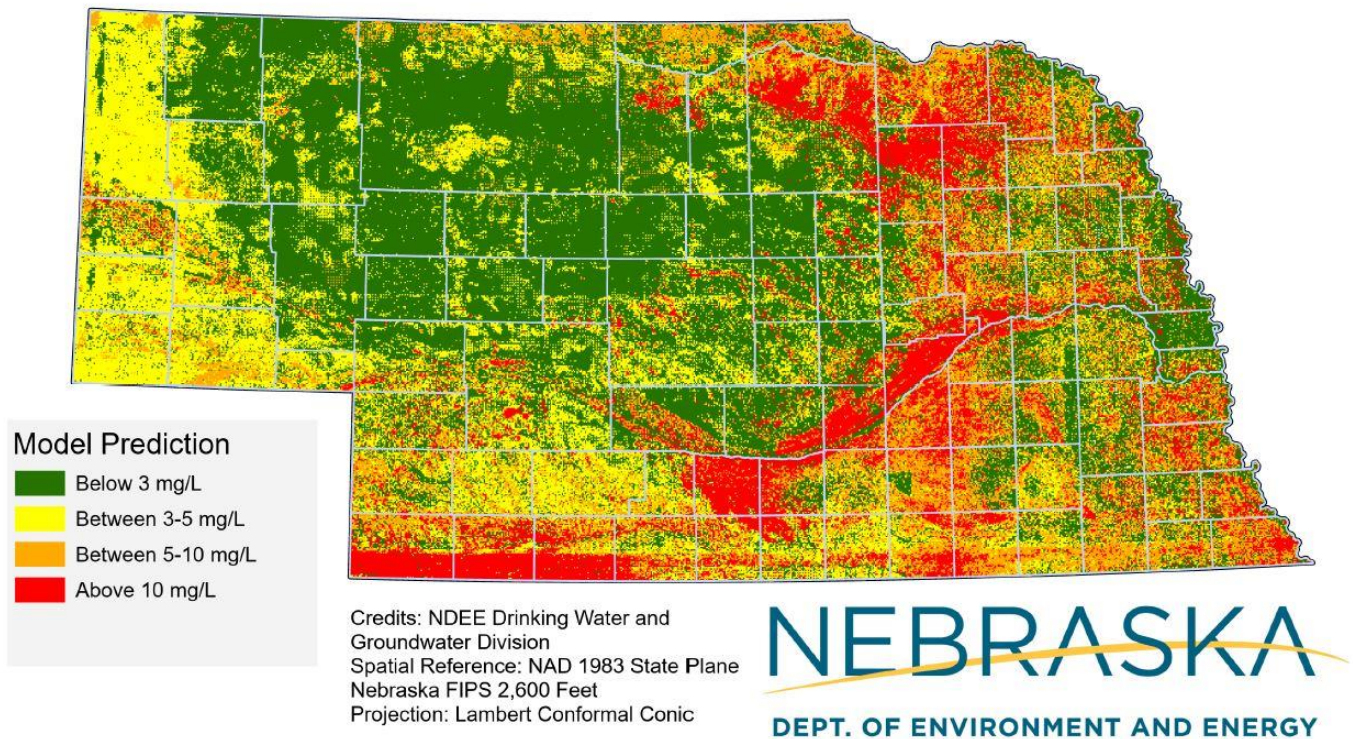 Model Prediction
Below 3 mg/L
Between 3-5 mg/L
Between 5-10 mg/L
Above 10 mg/L
Credits: NDEE Drinking Water and
Groundwater Division
Spatial Reference: NAD 1983 State Plane
Nebraska FIPS 2,600 Feet
Projection: Lambert Conformal Conic
NEBRASKA
DEPT. OF ENVIRONMENT AND ENERGY